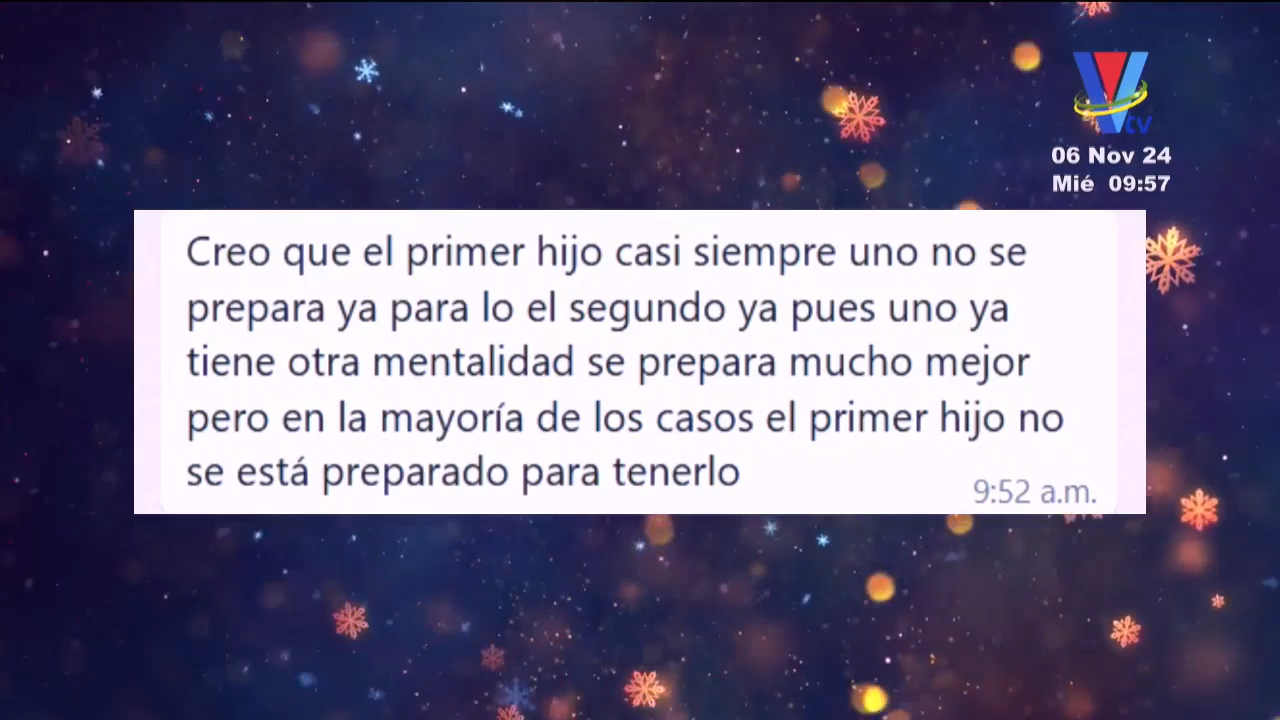 Vtv
06 Nov 24
Mié 09:57
Creo que el primer hijo casi siempre uno no se
prepara ya para lo el segundo ya pues uno ya
tiene otra mentalidad se prepara mucho mejor
pero en la mayoría de los casos el primer hijo no
se está preparado para tenerlo
9:52 a.m.